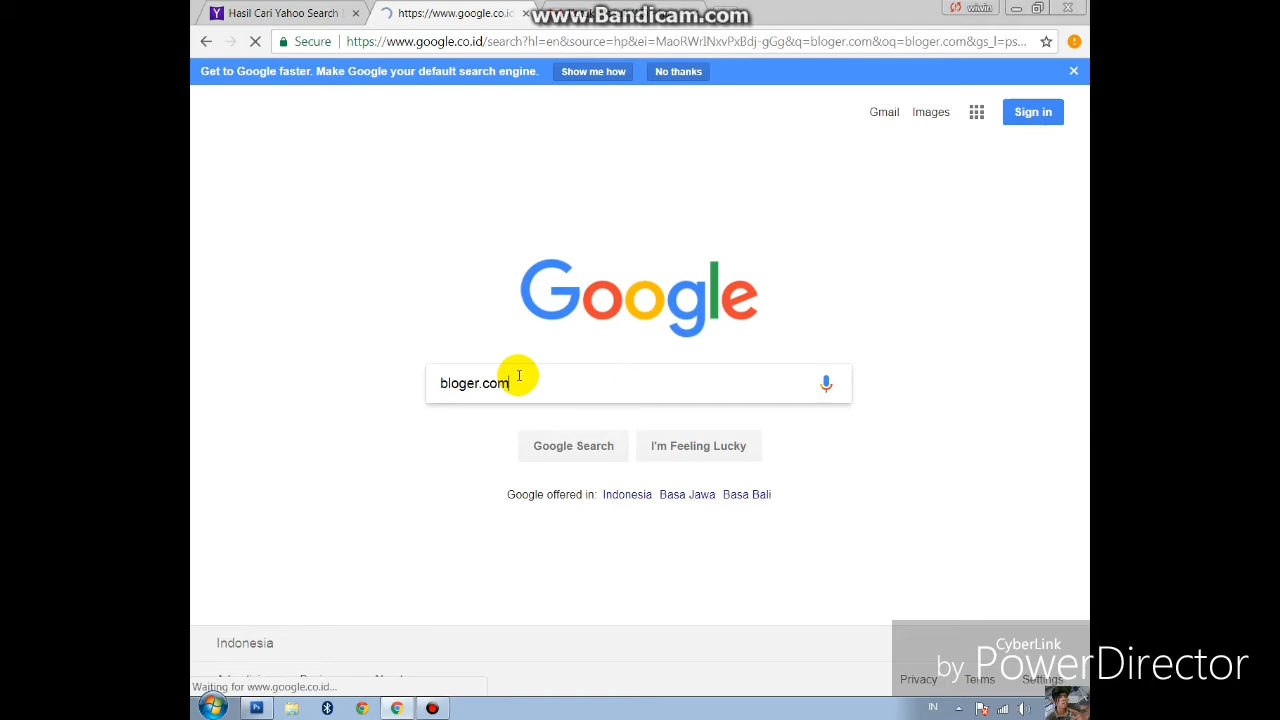 www.Bandicam.com
Hasil Cari Yahoo Search (
https://www.google.co.id
wiwin
Secure
https://www.google.co.id/search?hl=en&source=hp&ei=MaoRWrINxvPxBdj-gGg&q=bloger.com&oq=bloger.com&gs_l=ps...
Get to Google faster. Make Google your default search engine.
Show me how
No thanks
Gmail
Images
Sign in
Google
bloger.com
Google Search
I'm Feeling Lucky
Google offered in: Indonesia Basa Jawa Basa Bali
Indonesia
Privacy
Terms
Settings
Waiting for www.google.co.id...
CyberLink
by PowerDirector
IN